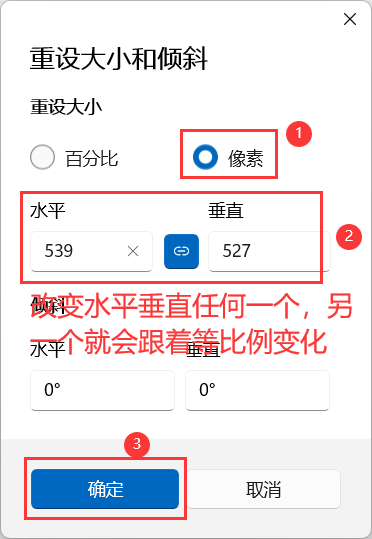 重设大小和倾斜
重设大小
1
百分比
像素
水平
垂直
539
527
2
倾斜
改变水平垂直任何一个，另
一个就会跟着等比例变化
水平
垂直
0°
0°
3
确定
取消